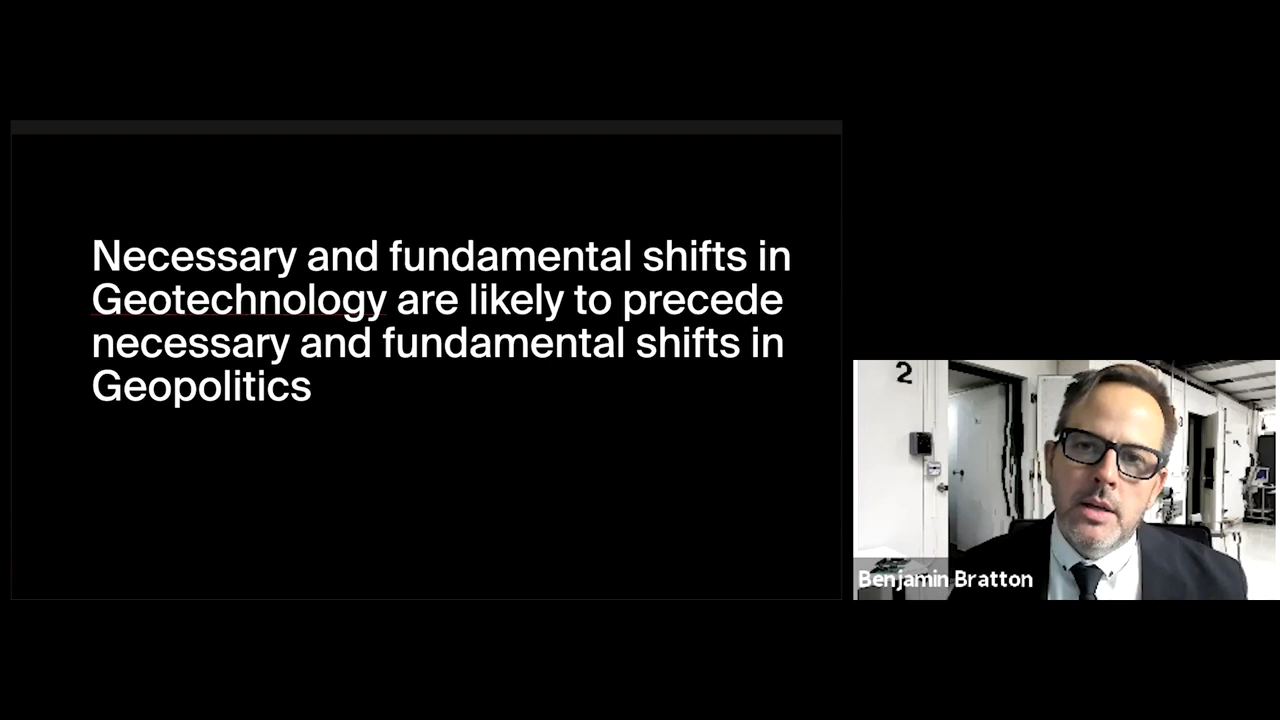 Necessary and fundamental shifts in
Geotechnology are likely to precede
necessary and fundamental shifts in
Geopolitics
2
Benjamin Bratton